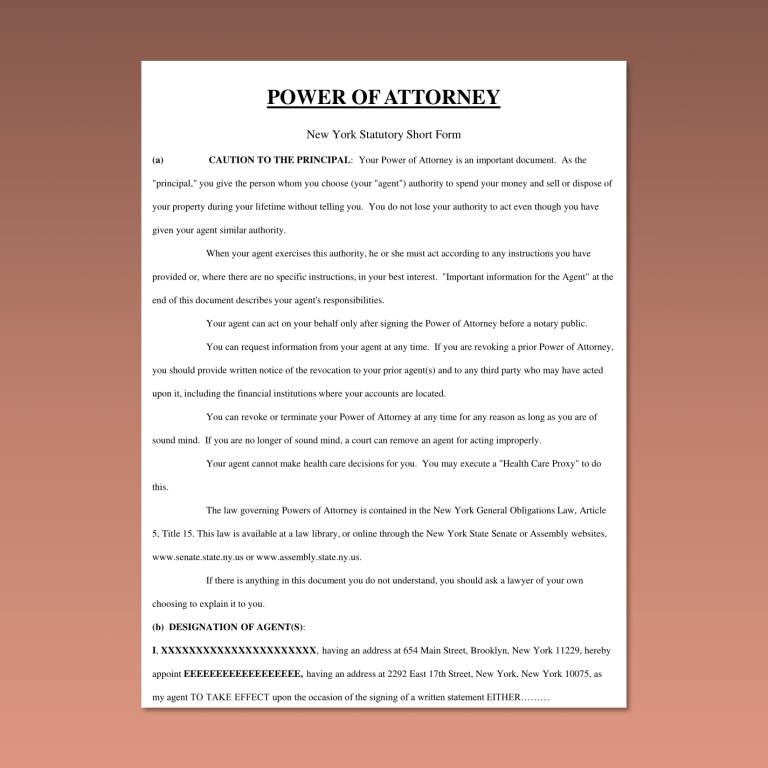 POWER OF ATTORNEY
New York Statutory Short Form
(a) CAUTION TO THE PRINCIPAL: Your Power of Attorney is an important document. As the
"principal," you give the person whom you choose (your "agent") authority to spend your money and sell or dispose of
your property during your lifetime without telling you. You do not lose your authority to act even though you have
given your agent similar authority.
When your agent exercises this authority, he or she must act according to any instructions you have
provided or, where there are no specific instructions, in your best interest. "Important information for the Agent" at the
end of this document describes your agent's responsibilities.
Your agent can act on your behalf only after signing the Power of Attorney before a notary public.
You can request information from your agent at any time. If you are revoking a prior Power of Attorney,
you should provide written notice of the revocation to your prior agent(s) and to any third party who may have acted
upon it, including the financial institutions where your accounts are located.
You can revoke or terminate your Power of Attorney at any time for any reason as long as you are of
sound mind. If you are no longer of sound mind, a court can remove an agent for acting improperly.
Your agent cannot make health care decisions for you. You may execute a "Health Care Proxy" to do
this.
The law governing Powers of Attorney is contained in the New York General Obligations Law, Article
5, Title 15. This law is available at a law library, or online through the New York State Senate or Assembly websites,
www.senate.state.ny.us or www.assembly.state.ny.us.
If there is anything in this document you do not understand, you should ask a lawyer of your own
choosing to explain it to you.
(b) DESIGNATION OF AGENT(S):
I, XXXXXXXXXXXXXXXXXXXXXXX, having an address at 654 Main Street, Brooklyn, New York 11229, hereby
appoint EEEEEEEEEEEEEEEEEE, having an address at 2292 East 17th Street, New York, New York 10075, as
my agent TO TAKE EFFECT upon the occasion of the signing of a written statement EITHER………